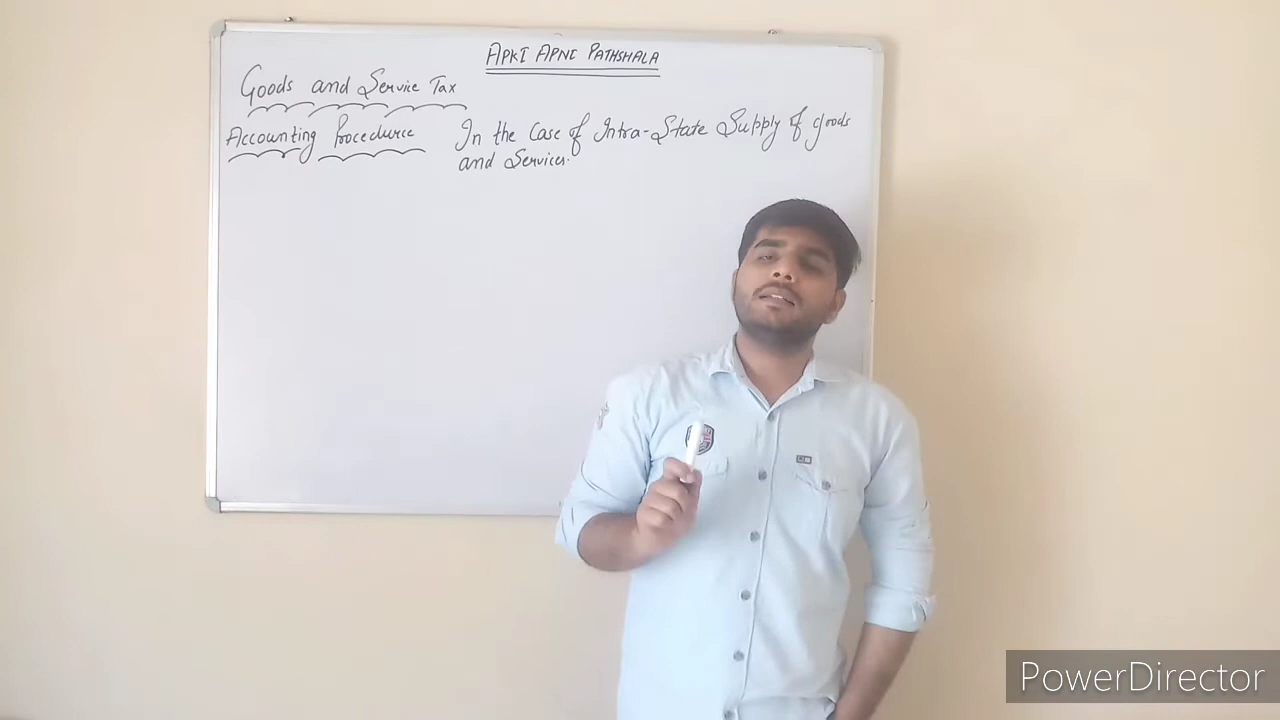 APKI APNI PATHSHALA
Goods and Service Tax
Accounting Procedure In the Case of Intra-State Supply of goods
and Services.
PowerDirector